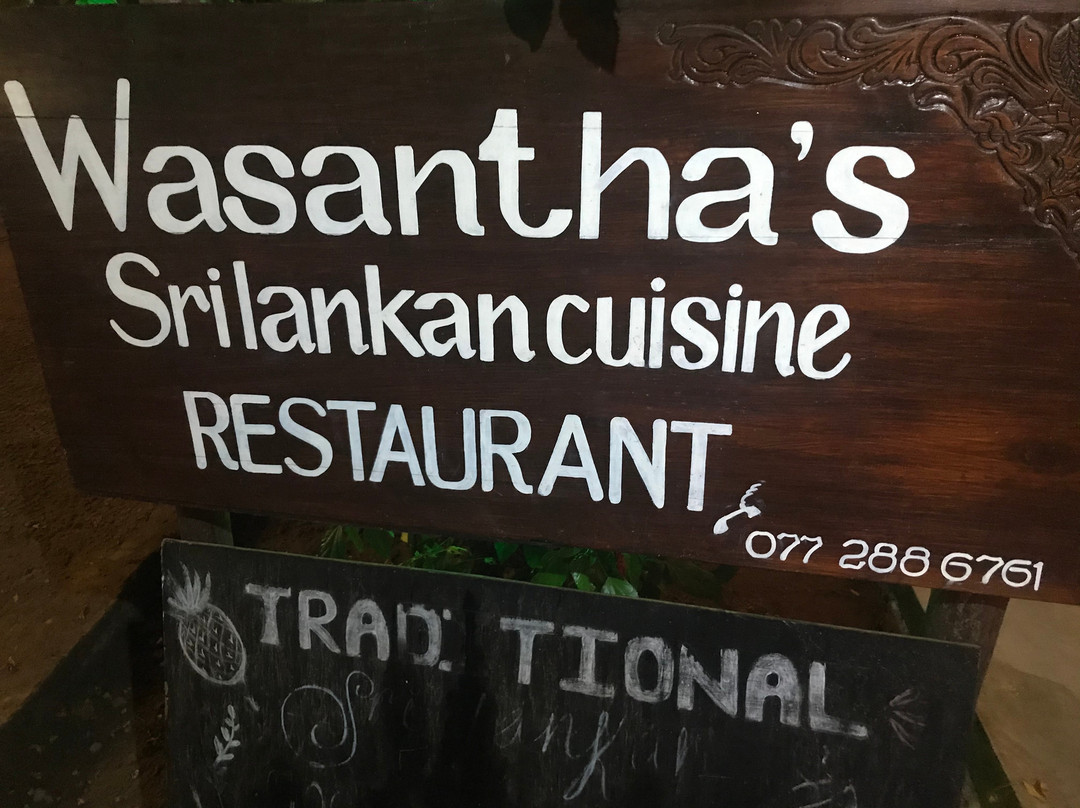 Wasantha's
Srilankan cuisine
RESTAURANT
077 288 6761
TRADITIONAL